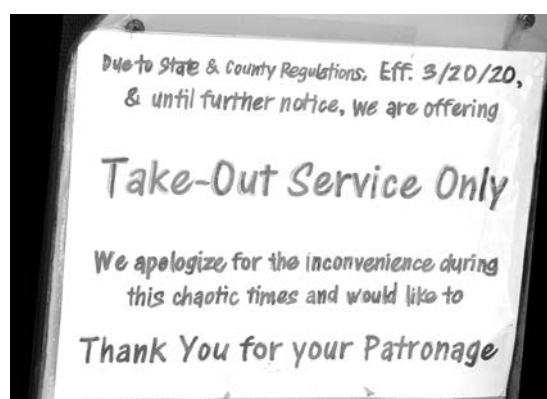 Due to State & County Regulations, Eff. 3/20/20,
& until further notice, we are offering
Take-Out Service Only
We apologize for the inconvenience during
this chaotic times and would like to
Thank You for your Patronage